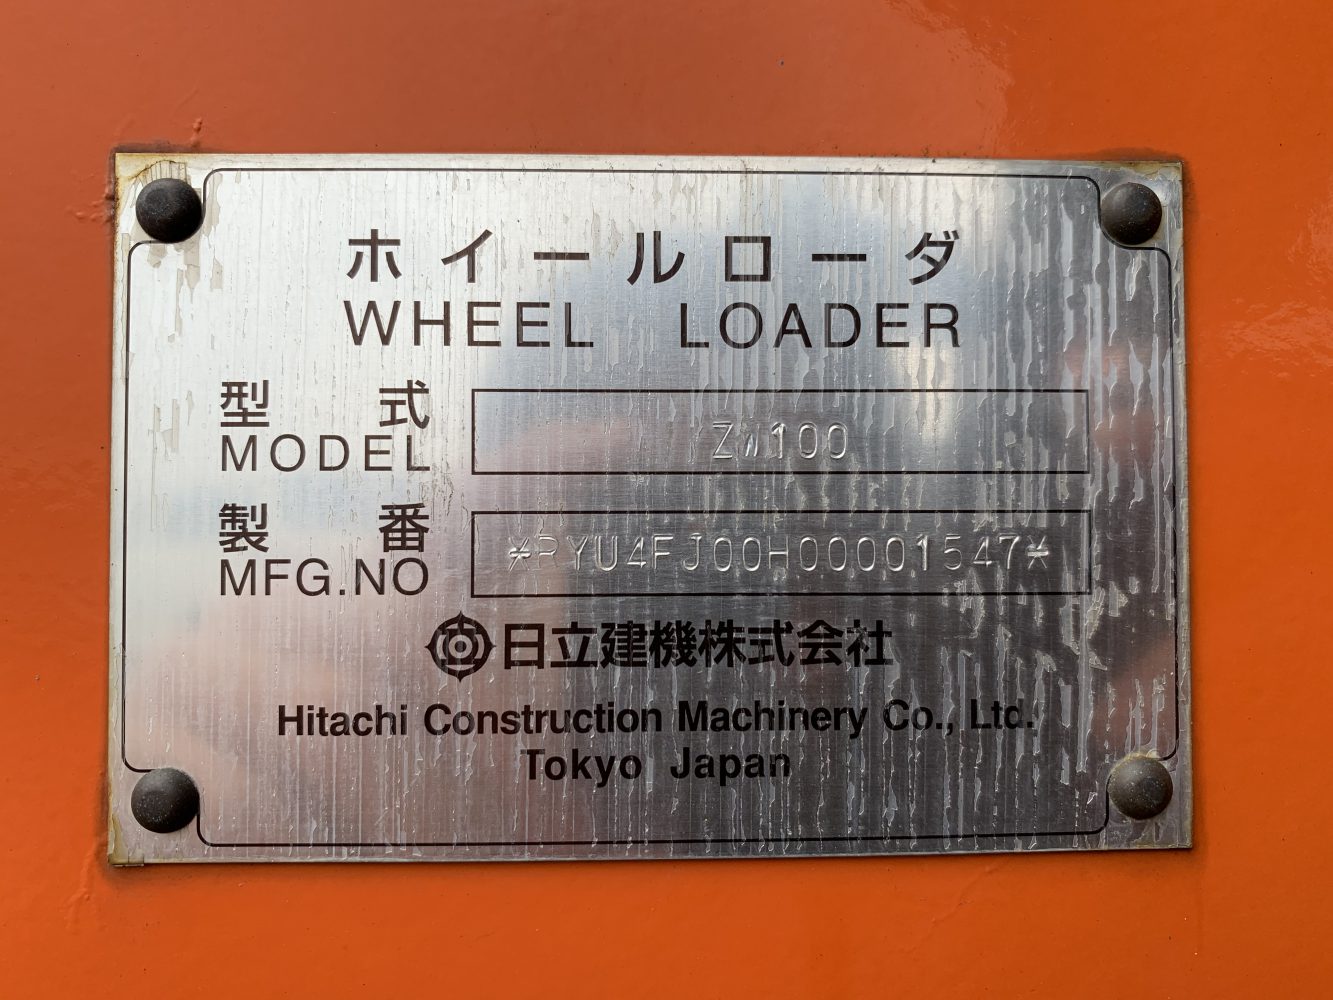 ホイールローダ
WHEEL LOADER
型式
MODEL ZW100
製番
MFG.NO *RYU4FJ00H00001547*
日立建機株式会社
Hitachi Construction Machinery Co., Ltd.
Tokyo Japan